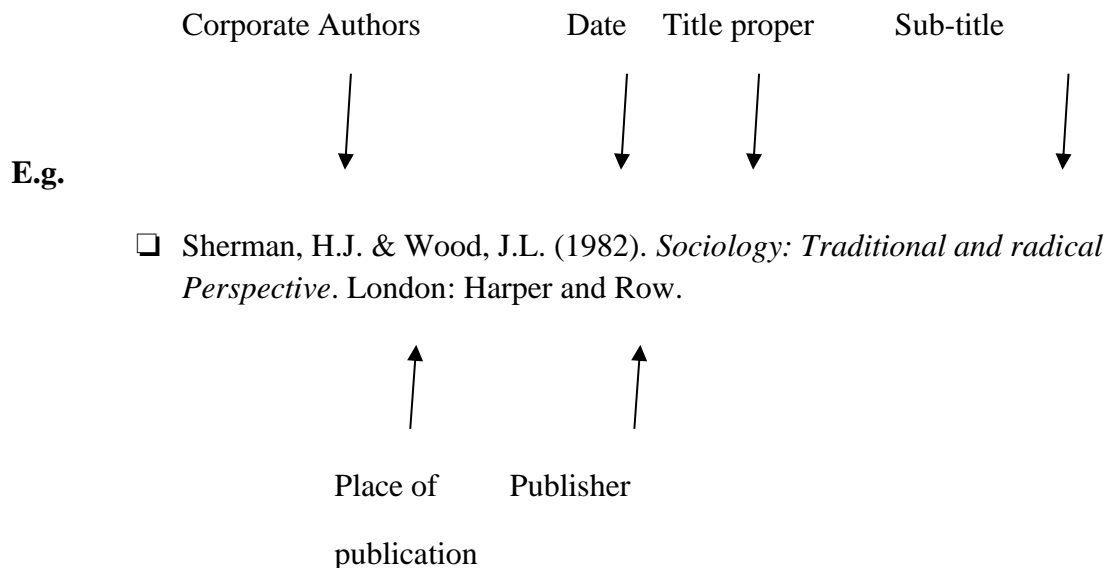 Corporate Authors Date Title proper Sub-title
E.g.
❏ Sherman, H.J. & Wood, J.L. (1982). Sociology: Traditional and radical
Perspective. London: Harper and Row.
Place of Publisher
publication